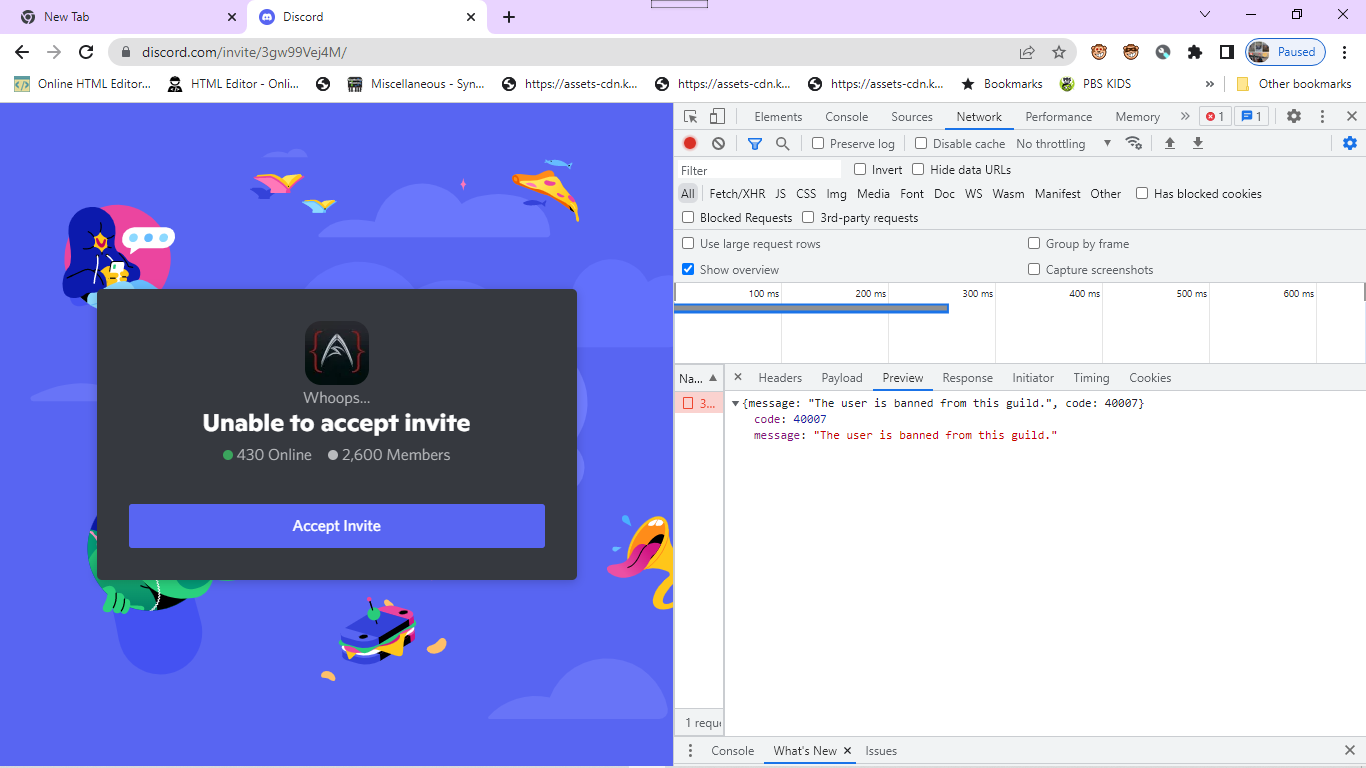 New Tab
Discord
discord.com/invite/3gw99Vej4M/
Paused
Online HTML Editor...
HTML Editor - Onli...
Miscellaneous - Syn...
https://assets-cdn.k...
https://assets-cdn.k...
https://assets-cdn.k...
Bookmarks
PBS KIDS
»
Other bookmarks
Whoops...
Unable to accept invite
430 Online 2,600 Members
Accept Invite
Elements Console Sources Network Performance Memory » 1 1
Preserve log Disable cache No throttling
Filter Invert Hide data URLs
All Fetch/XHR JS CSS Img Media Font Doc WS Wasm Manifest Other Has blocked cookies
Blocked Requests 3rd-party requests
Use large request rows Group by frame
Show overview Capture screenshots
100 ms 200 ms 300 ms 400 ms 500 ms 600 ms
Na... Headers Payload Preview Response Initiator Timing Cookies
3...
{message: "The user is banned from this guild.", code: 40007}
code: 40007
message: "The user is banned from this guild."
1 requ
Console What's New Issues